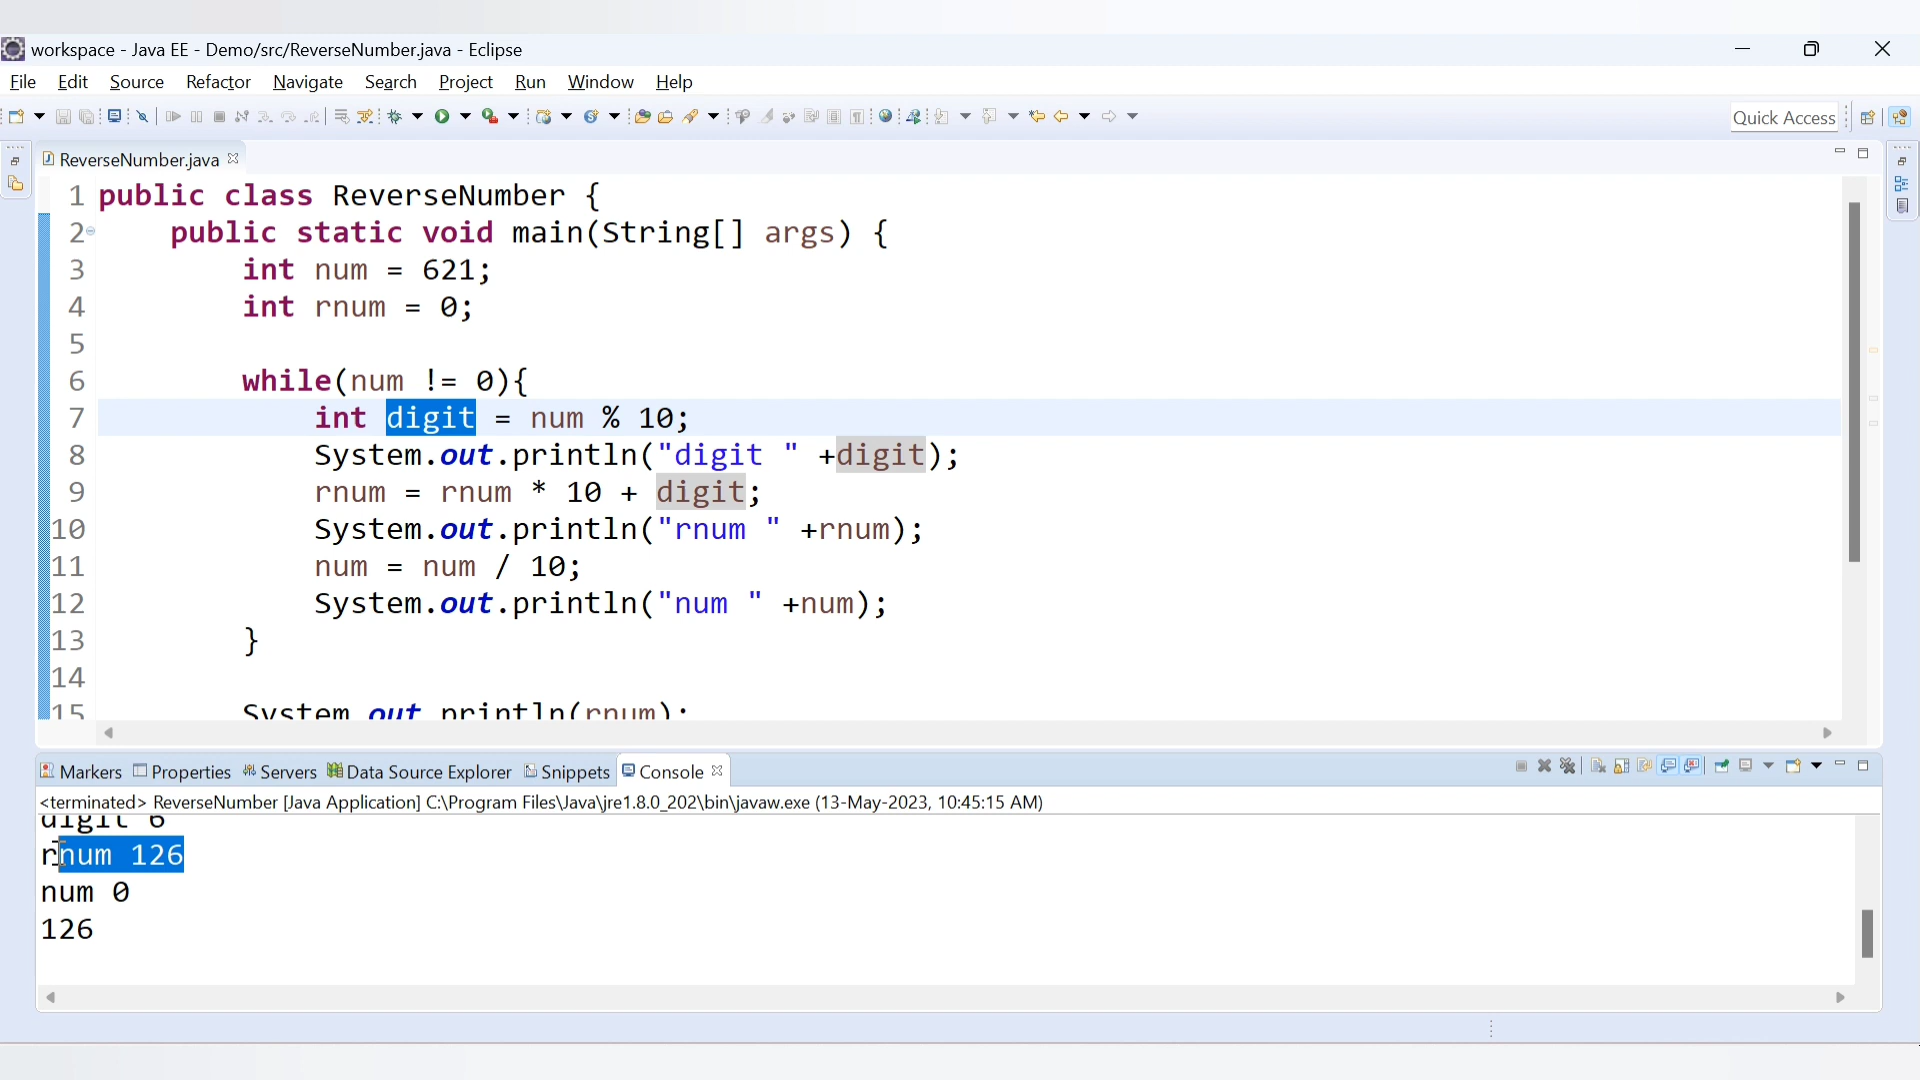 workspace - Java EE - Demo/src/ReverseNumber.java - Eclipse
File Edit Source Refactor Navigate Search Project Run Window Help
Quick Access
ReverseNumber.java
1 public class ReverseNumber {
2 public static void main(String[] args) {
3 int num = 621;
4 int rnum = 0;
5
6 while(num != 0){
7 int digit = num % 10;
8 System.out.println("digit " +digit);
9 rnum = rnum * 10 + digit;
10 System.out.println("rnum " +rnum);
11 num = num / 10;
12 System.out.println("num " +num);
13 }
14
15 System.out.println(rnum);
Markers Properties Servers Data Source Explorer Snippets Console
<terminated> ReverseNumber [Java Application] C:\Program Files\Java\jre1.8.0_202\bin\javaw.exe (13-May-2023, 10:45:15 AM)
digit 6
rnum 126
num 0
126